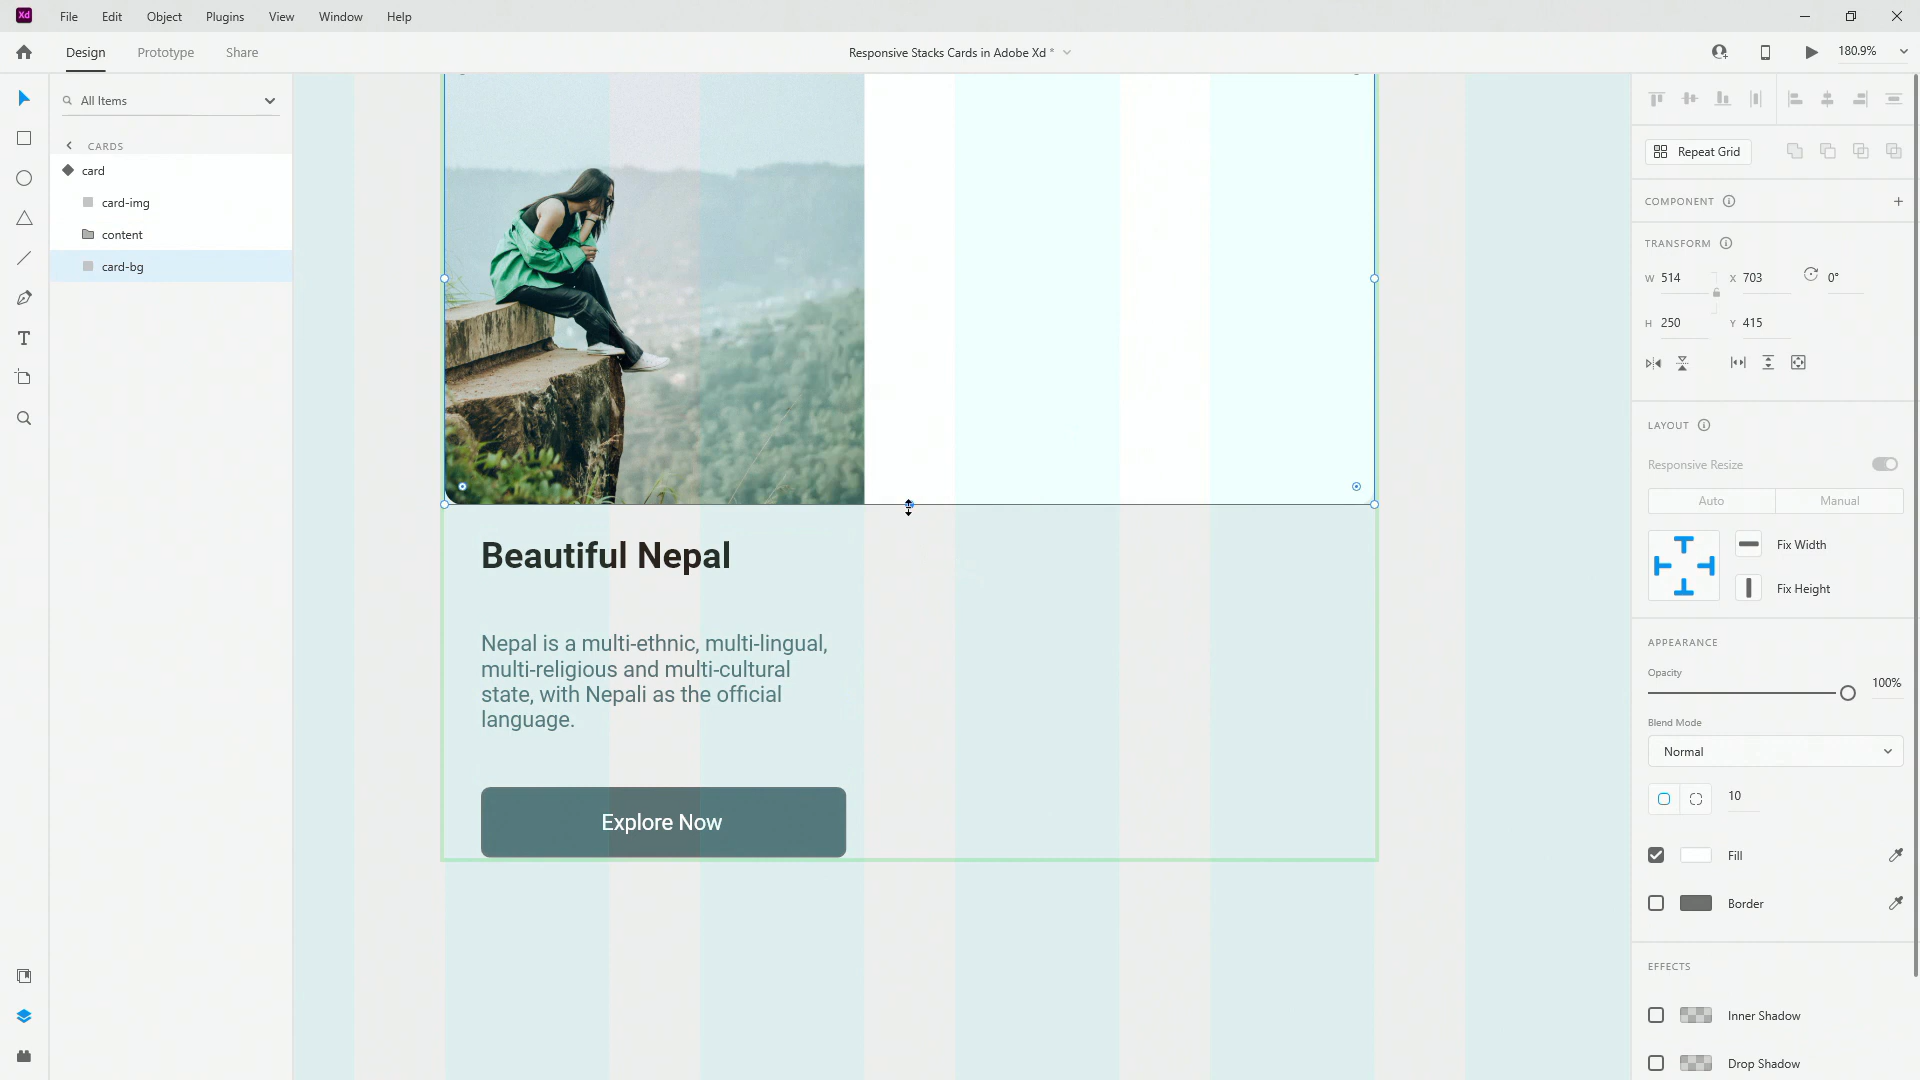 Xd
File
Edit
Object
Plugins
View
Window
Help
Design
Prototype
Share
Responsive Stacks Cards in Adobe Xd *
180.9%
All Items
CARDS
card
card-img
content
card-bg
Beautiful Nepal
Nepal is a multi-ethnic, multi-lingual,
multi-religious and multi-cultural
state, with Nepali as the official
language.
Explore Now
Repeat Grid
COMPONENT
TRANSFORM
W 514
X 703
0°
H 250
Y 415
LAYOUT
Responsive Resize
Auto
Manual
Fix Width
Fix Height
APPEARANCE
Opacity
100%
Blend Mode
Normal
10
Fill
Border
EFFECTS
Inner Shadow
Drop Shadow